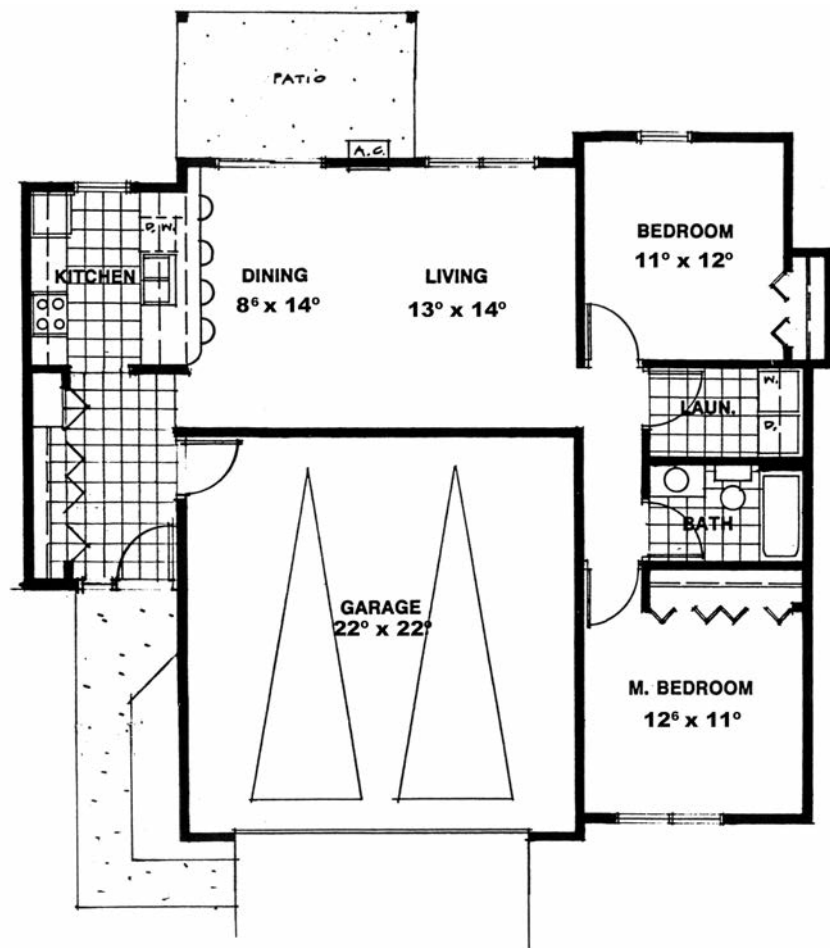 PATIO
A.C.
BEDROOM
11⁰ x 12⁰
D.W.
KITCHEN
DINING
8⁶ x 14⁰
LIVING
13⁰ x 14⁰
W.
LAUN.
D.
BATH
GARAGE
22⁰ x 22⁰
M. BEDROOM
12⁶ x 11⁰